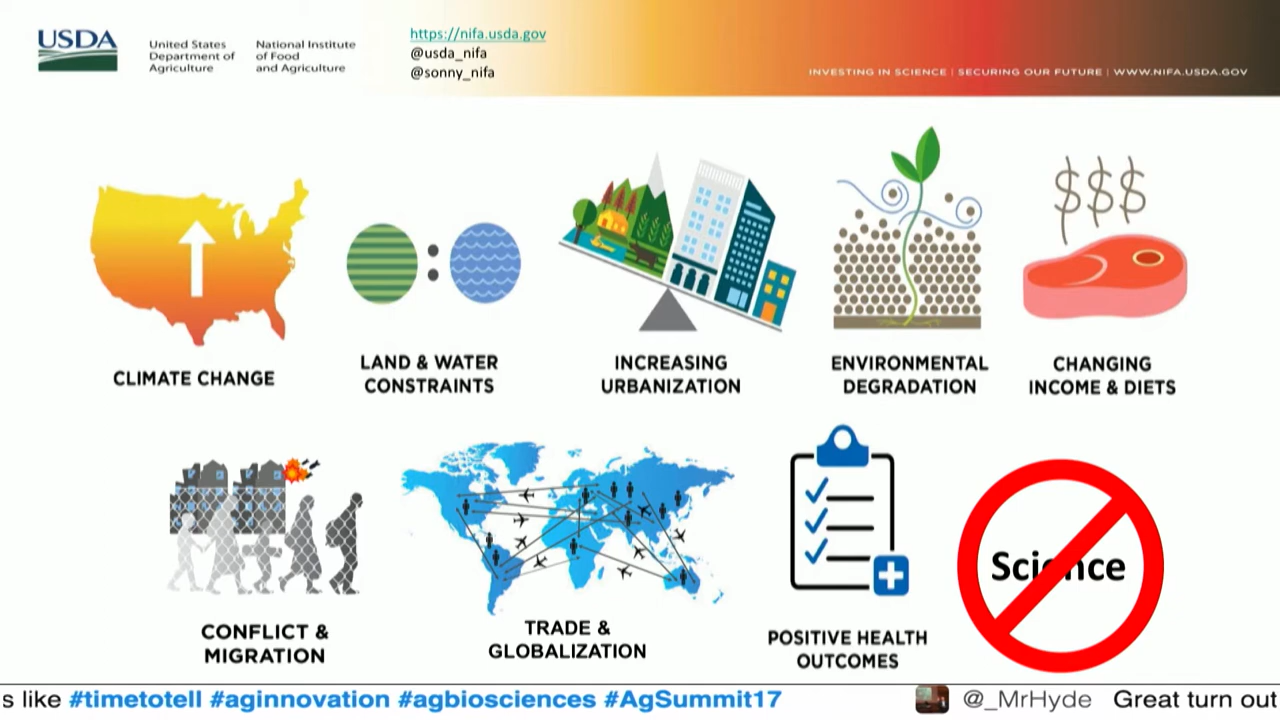 USDA
United States
Department of
Agriculture
National Institute
of Food
and Agriculture
https://nifa.usda.gov
@usda_nifa
@sonny_nifa
INVESTING IN SCIENCE | SECURING OUR FUTURE | WWW.NIFA.USDA.GOV
$$$
CLIMATE CHANGE
LAND & WATER
CONSTRAINTS
INCREASING
URBANIZATION
ENVIRONMENTAL
DEGRADATION
CHANGING
INCOME & DIETS
Science
CONFLICT &
MIGRATION
TRADE &
GLOBALIZATION
POSITIVE HEALTH
OUTCOMES
s like #timetotell #aginnovation #agbiosciences #AgSummit17 @_MrHyde Great turn out